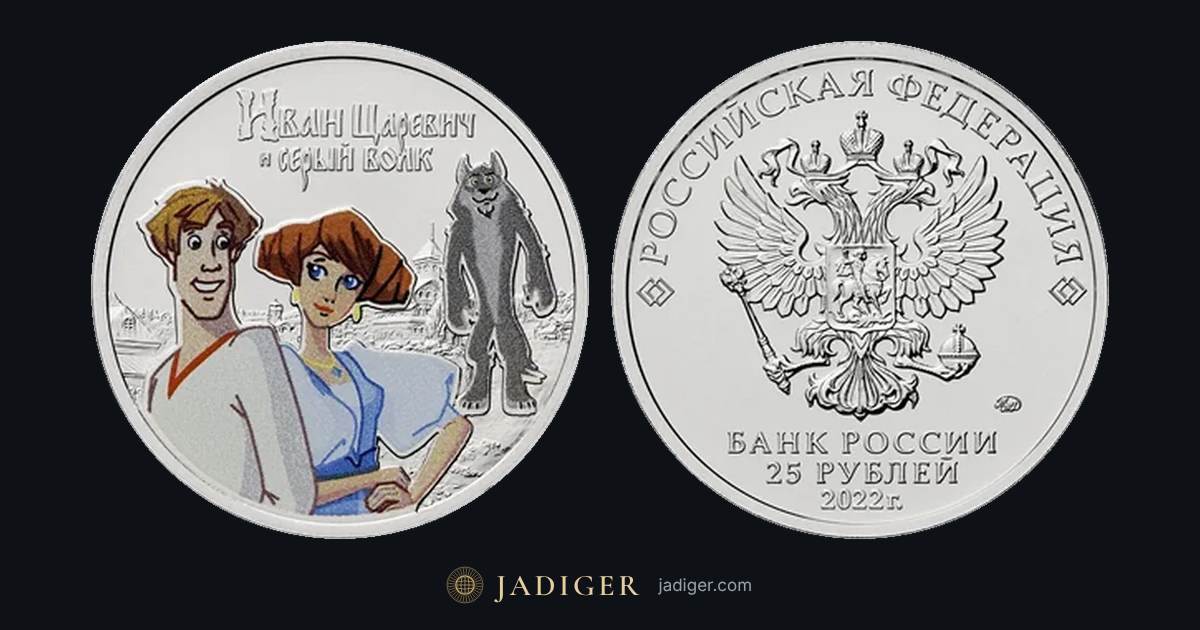 Иван Царевич
и серый волк
РОССИЙСКАЯ ФЕДЕРАЦИЯ
БАНК РОССИИ
25 РУБЛЕЙ
2022 г.
JADIGER
jadiger.com